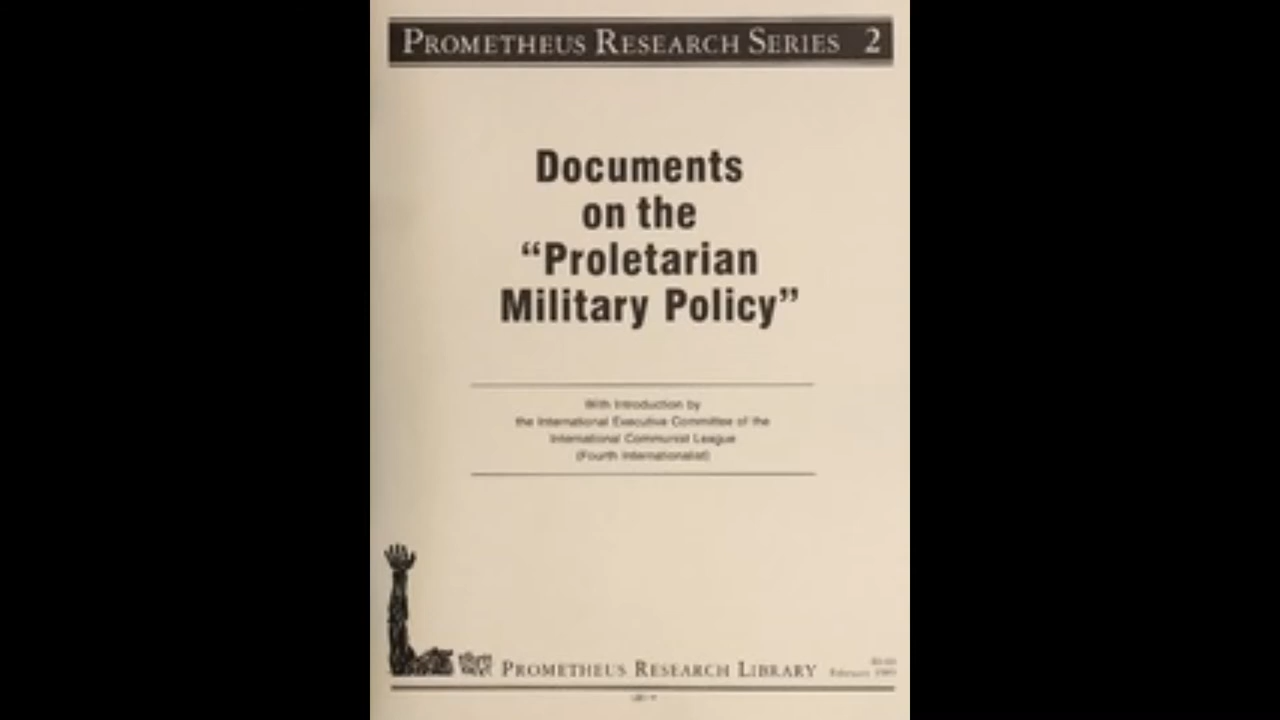 PROMETHEUS RESEARCH SERIES 2
Documents
on the
“Proletarian
Military Policy”
With Introduction by
the International Executive Committee of the
International Communist League
(Fourth Internationalist)
PROMETHEUS RESEARCH LIBRARY
February